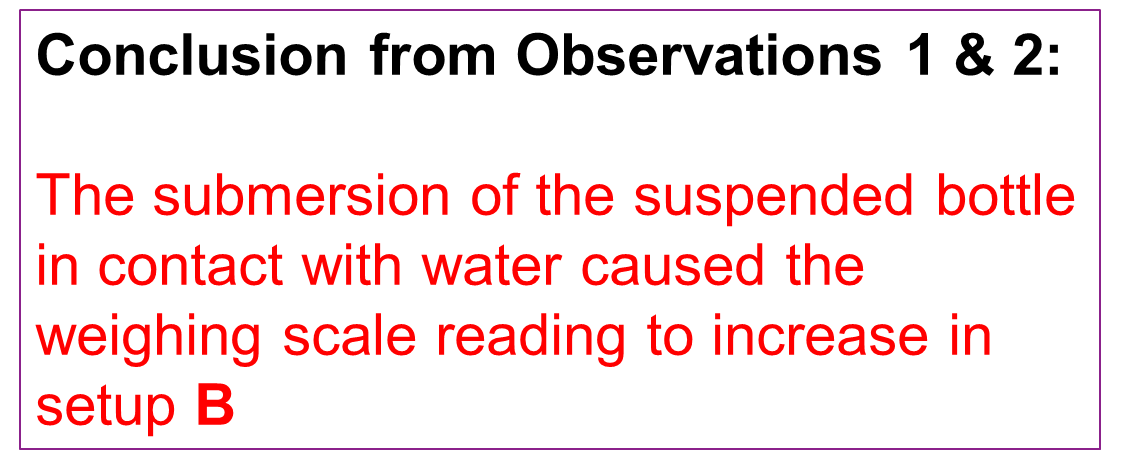 Conclusion from Observations 1 & 2:
The submersion of the suspended bottle
in contact with water caused the
weighing scale reading to increase in
setup B